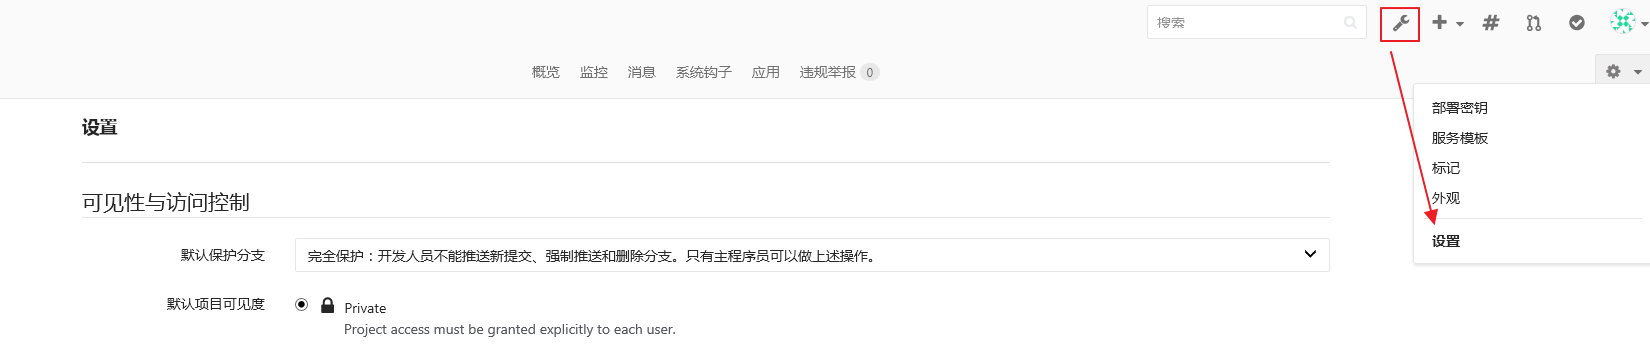 搜索
概览 监控 消息 系统钩子 应用 违规举报 0
部署密钥
服务模板
标记
外观
设置
设置
可见性与访问控制
默认保护分支 完全保护：开发人员不能推送新提交、强制推送和删除分支。只有主程序员可以做上述操作。
默认项目可见度 Private
Project access must be granted explicitly to each user.